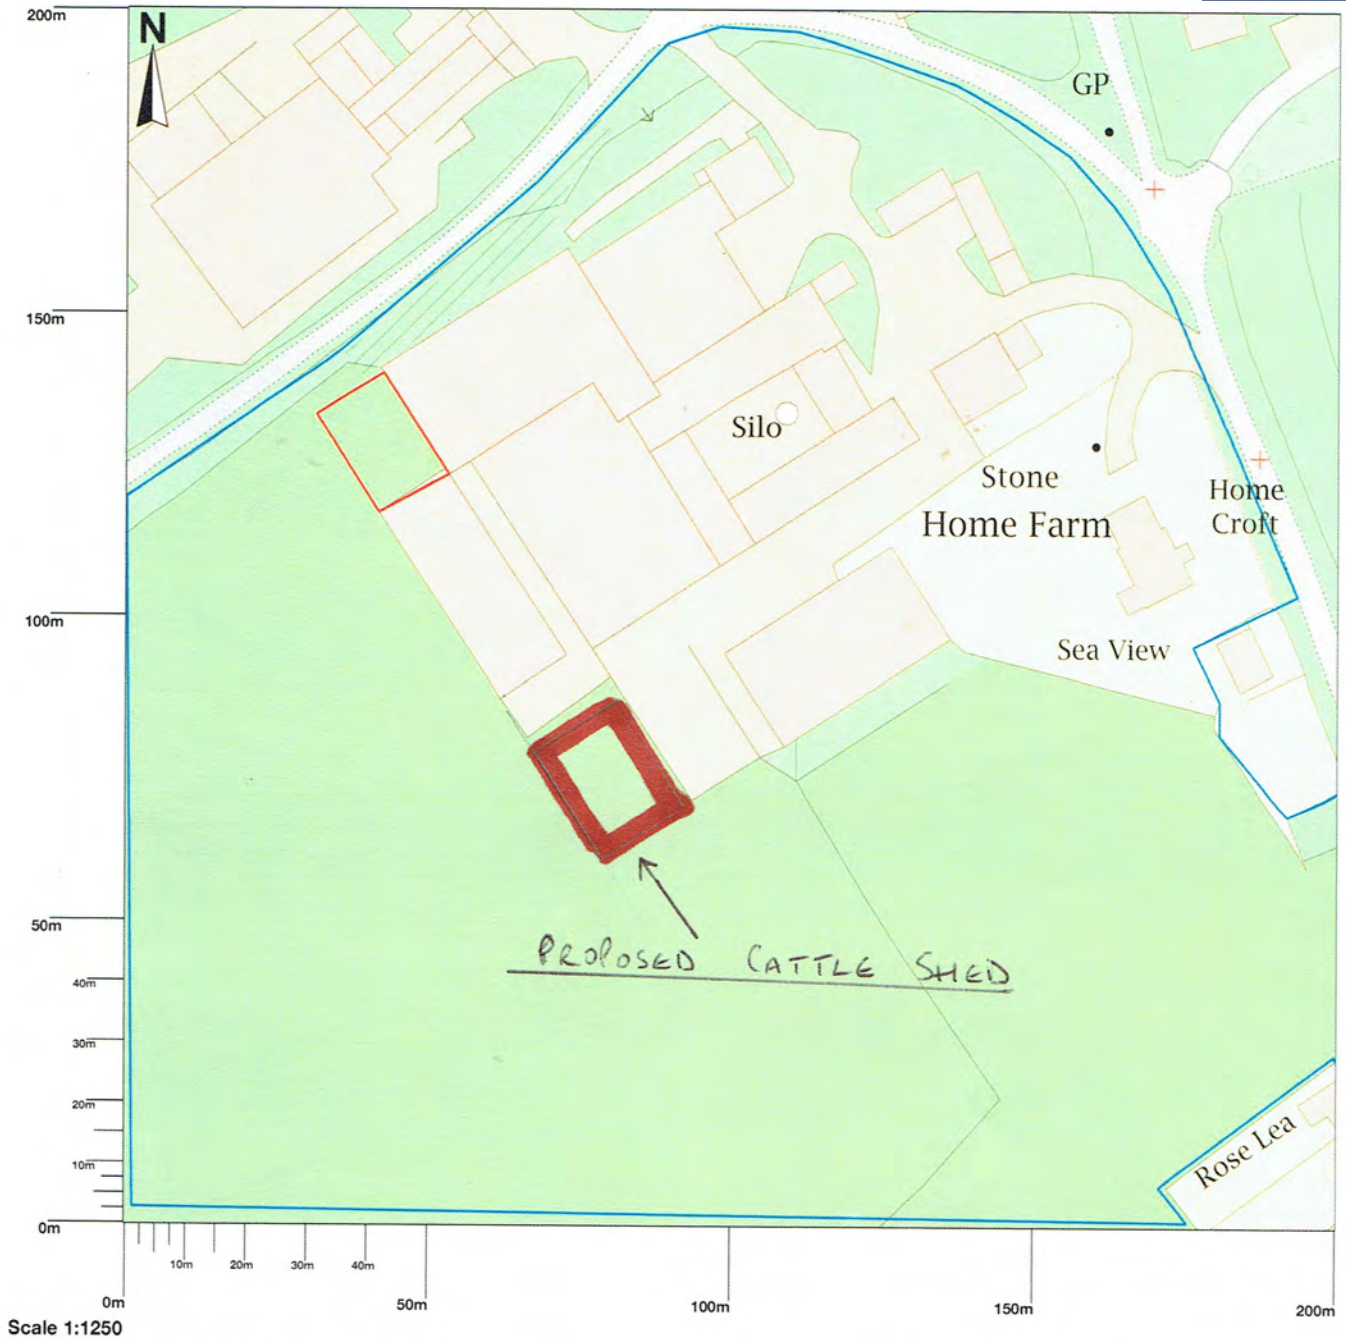 200m
N
GP
150m
Silo
Stone
Home Farm
Home
Croft
100m
Sea View
50m
PROPOSED CATTLE SHED
40m
30m
20m
10m
0m
Rose Lea
10m 20m 30m 40m
0m 50m 100m 150m 200m
Scale 1:1250